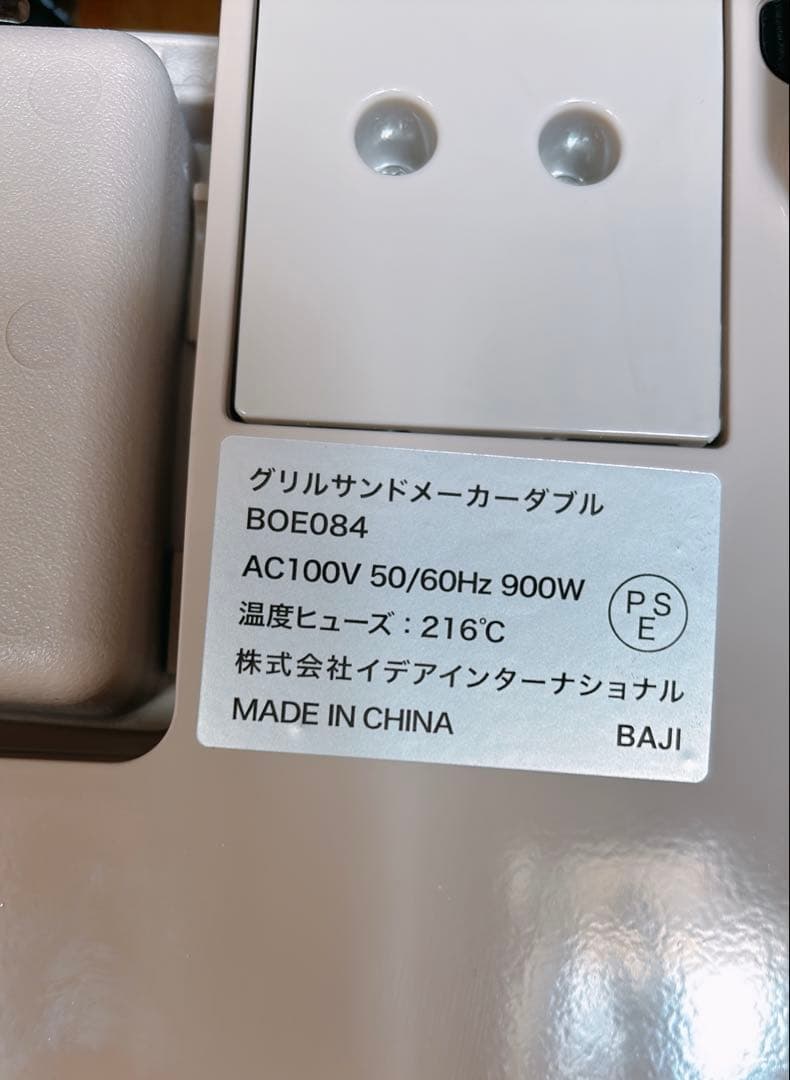 グリルサンドメーカーダブル
BOE084
AC100V 50/60Hz 900W
PSE
温度ヒューズ：216℃
株式会社イデアインターナショナル
MADE IN CHINA
BAJI